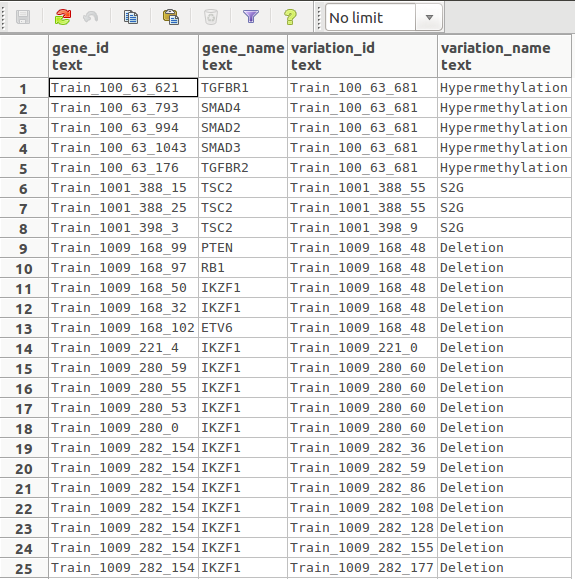 No limit
gene_id gene_name variation_id variation_name
text text text text
1 Train_100_63_621 TGFBR1 Train_100_63_681 Hypermethylation
2 Train_100_63_793 SMAD4 Train_100_63_681 Hypermethylation
3 Train_100_63_994 SMAD2 Train_100_63_681 Hypermethylation
4 Train_100_63_1043 SMAD3 Train_100_63_681 Hypermethylation
5 Train_100_63_176 TGFBR2 Train_100_63_681 Hypermethylation
6 Train_1001_388_15 TSC2 Train_1001_388_55 S2G
7 Train_1001_388_25 TSC2 Train_1001_388_55 S2G
8 Train_1001_398_3 TSC2 Train_1001_398_9 S2G
9 Train_1009_168_99 PTEN Train_1009_168_48 Deletion
10 Train_1009_168_97 RB1 Train_1009_168_48 Deletion
11 Train_1009_168_50 IKZF1 Train_1009_168_48 Deletion
12 Train_1009_168_32 IKZF1 Train_1009_168_48 Deletion
13 Train_1009_168_102 ETV6 Train_1009_168_48 Deletion
14 Train_1009_221_4 IKZF1 Train_1009_221_0 Deletion
15 Train_1009_280_59 IKZF1 Train_1009_280_60 Deletion
16 Train_1009_280_55 IKZF1 Train_1009_280_60 Deletion
17 Train_1009_280_53 IKZF1 Train_1009_280_60 Deletion
18 Train_1009_280_0 IKZF1 Train_1009_280_60 Deletion
19 Train_1009_282_154 IKZF1 Train_1009_282_36 Deletion
20 Train_1009_282_154 IKZF1 Train_1009_282_59 Deletion
21 Train_1009_282_154 IKZF1 Train_1009_282_86 Deletion
22 Train_1009_282_154 IKZF1 Train_1009_282_108 Deletion
23 Train_1009_282_154 IKZF1 Train_1009_282_128 Deletion
24 Train_1009_282_154 IKZF1 Train_1009_282_155 Deletion
25 Train_1009_282_154 IKZF1 Train_1009_282_177 Deletion